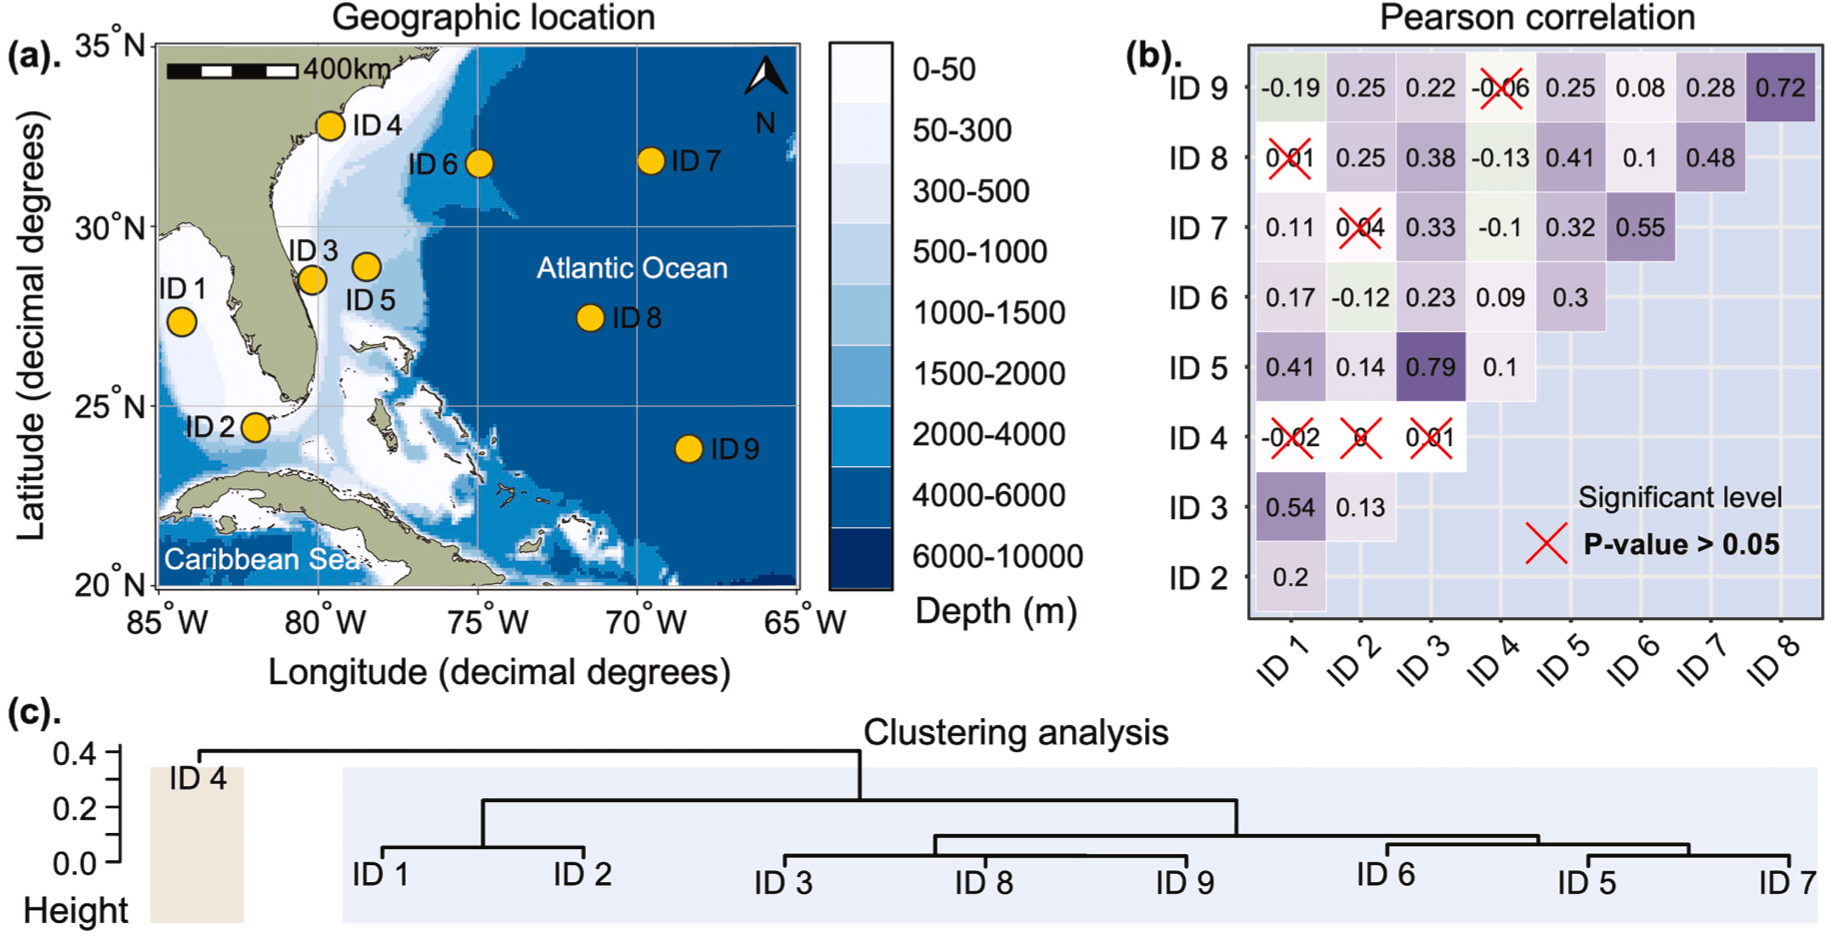 Geographic location
(a).
35°N
30°N
25°N
20°N
Latitude (decimal degrees)
400km
N
ID 4
ID 6
ID 7
ID 3
ID 5
ID 1
Atlantic Ocean
ID 8
ID 2
ID 9
Caribbean Sea
85°W 80°W 75°W 70°W 65°W
Longitude (decimal degrees)
0-50
50-300
300-500
500-1000
1000-1500
1500-2000
2000-4000
4000-6000
6000-10000
Depth (m)
Pearson correlation
(b).
ID 9 -0.19 0.25 0.22 -0.06 0.25 0.08 0.28 0.72
ID 8 0.01 0.25 0.38 -0.13 0.41 0.1 0.48
ID 7 0.11 0.04 0.33 -0.1 0.32 0.55
ID 6 0.17 -0.12 0.23 0.09 0.3
ID 5 0.41 0.14 0.79 0.1
ID 4 -0.02 0 0.01
ID 3 0.54 0.13
ID 2 0.2
Significant level
P-value > 0.05
ID 1 ID 2 ID 3 ID 4 ID 5 ID 6 ID 7 ID 8
(c).
Clustering analysis
0.4
0.2
0.0
Height
ID 4
ID 1 ID 2 ID 3 ID 8 ID 9 ID 6 ID 5 ID 7